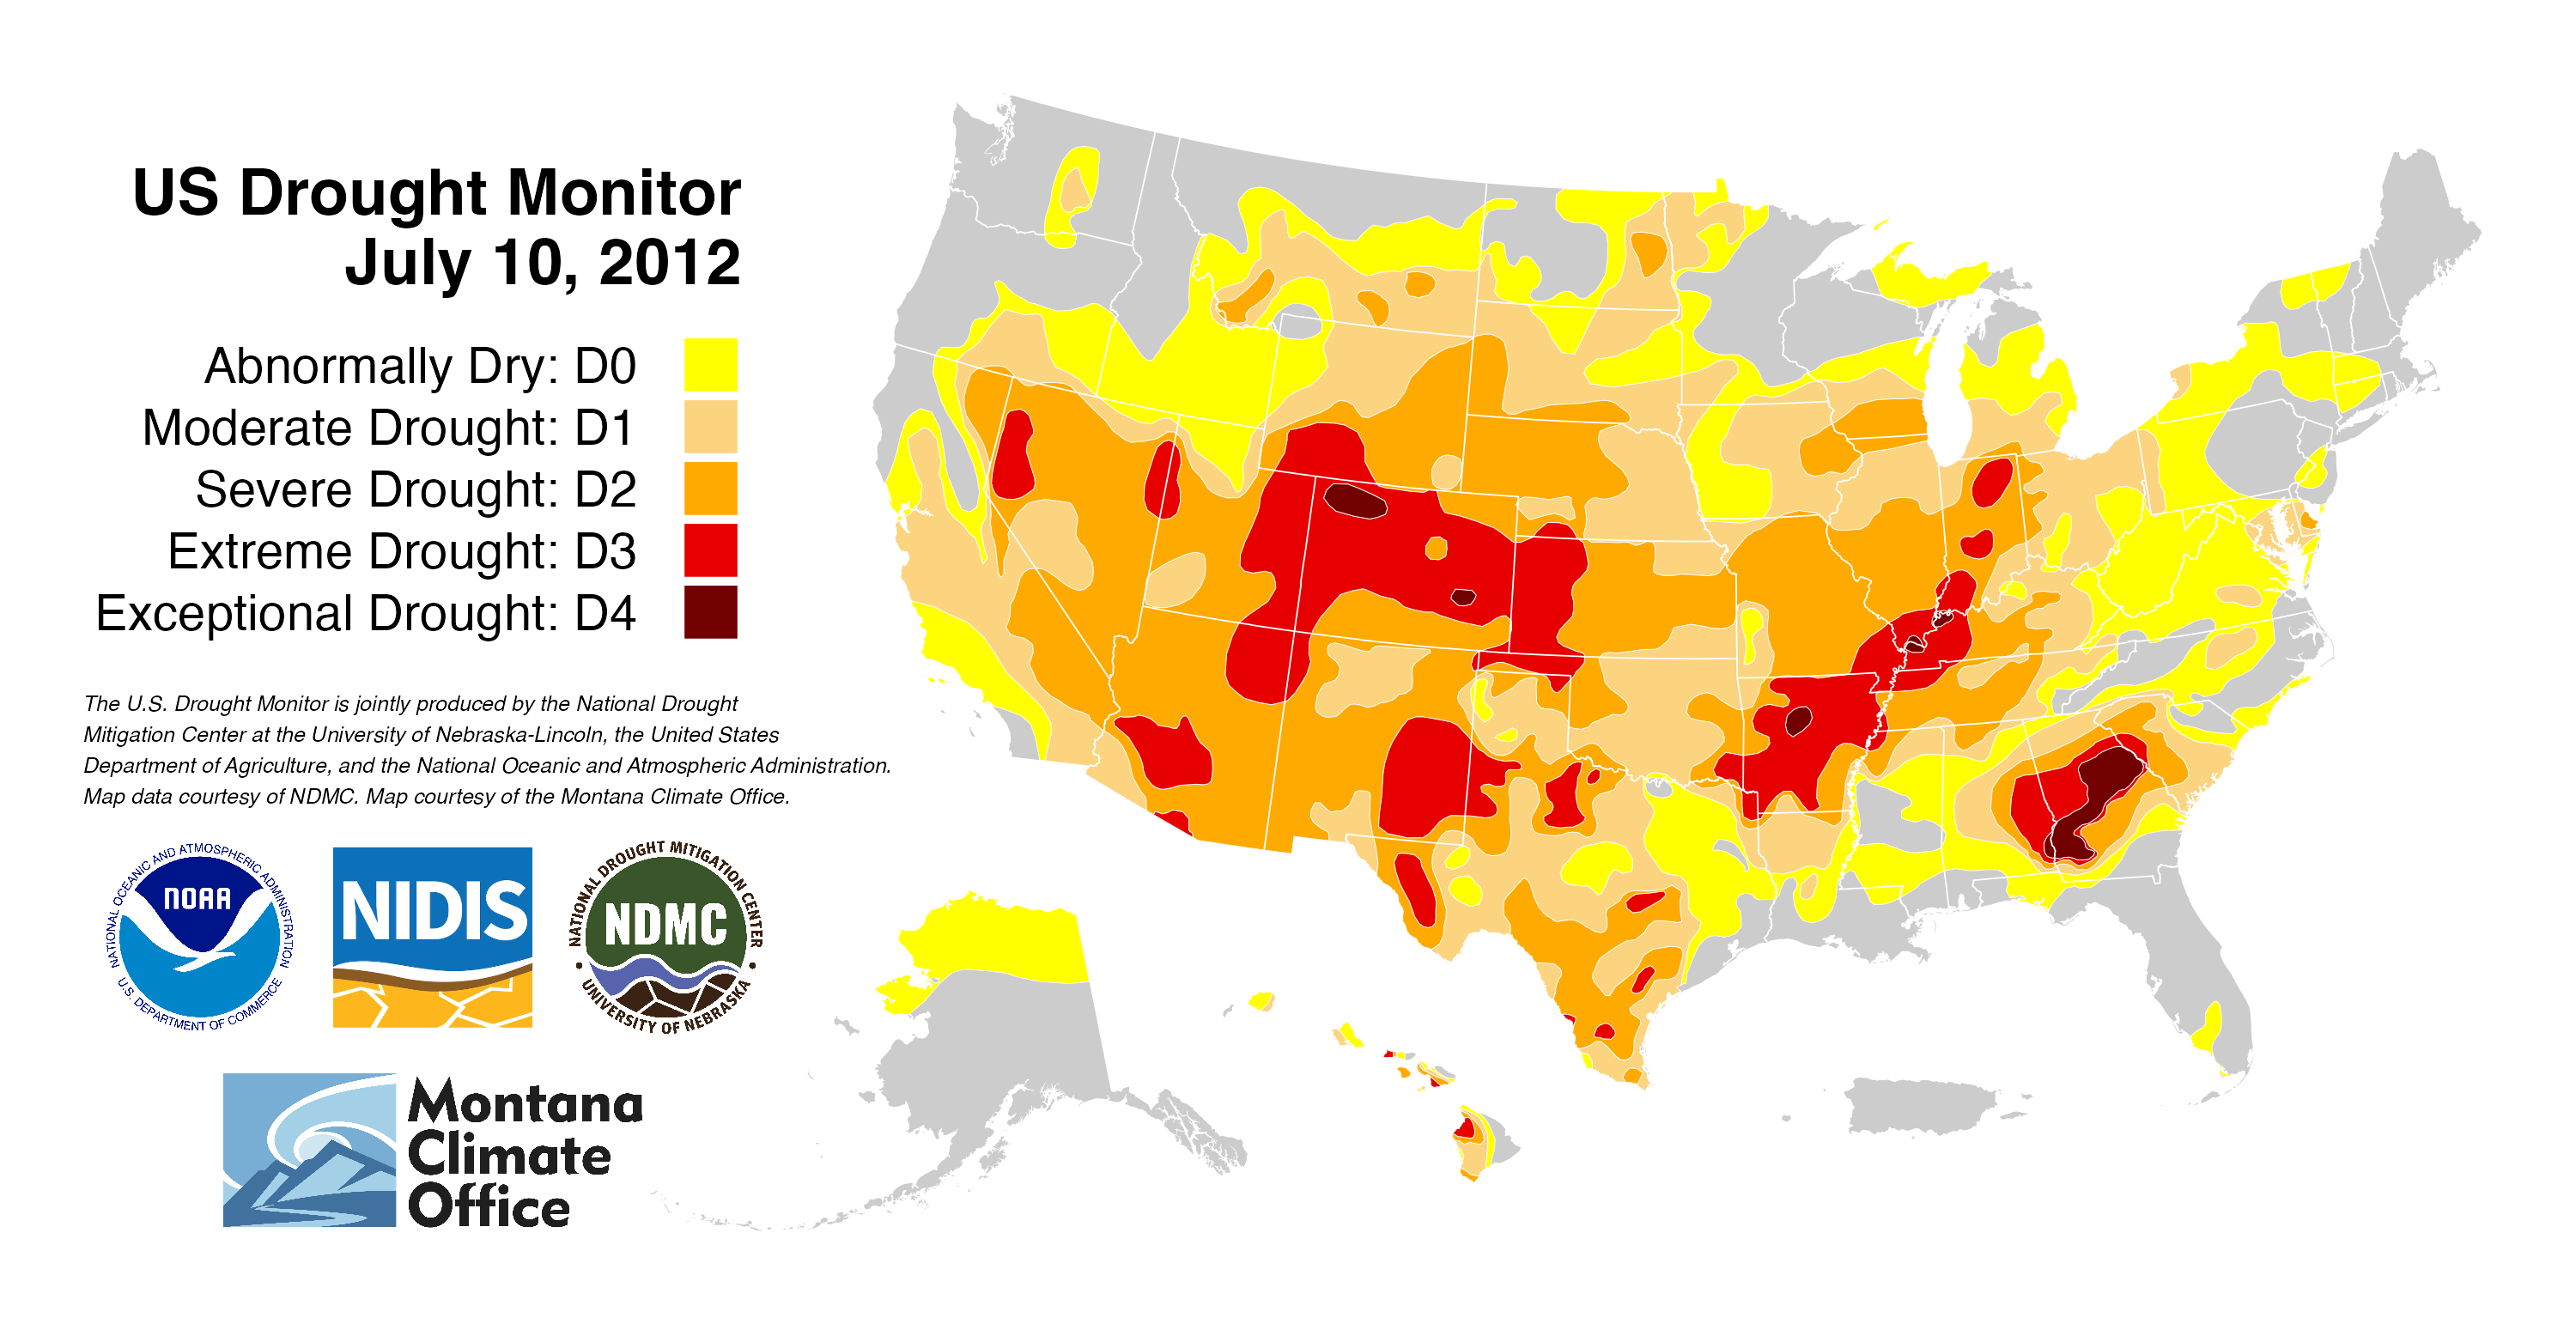 US Drought Monitor
July 10, 2012
Abnormally Dry: D0
Moderate Drought: D1
Severe Drought: D2
Extreme Drought: D3
Exceptional Drought: D4
The U.S. Drought Monitor is jointly produced by the National Drought
Mitigation Center at the University of Nebraska-Lincoln, the United States
Department of Agriculture, and the National Oceanic and Atmospheric Administration.
Map data courtesy of NDMC. Map courtesy of the Montana Climate Office.
NATIONAL OCEANIC AND ATMOSPHERIC ADMINISTRATION
NOAA
U.S. DEPARTMENT OF COMMERCE
NIDIS
NATIONAL DROUGHT MITIGATION CENTER
NDMC
UNIVERSITY OF NEBRASKA
Montana
Climate
Office